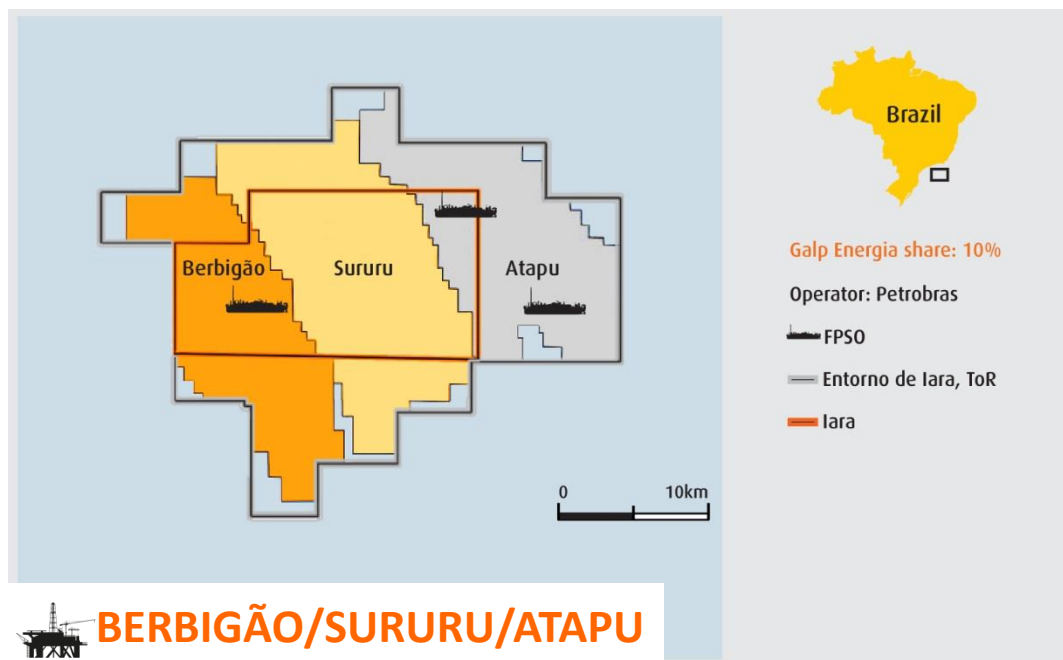 Brazil
Berbigão
Sururu
Atapu
Galp Energia share: 10%
Operator: Petrobras
FPSO
Entorno de Iara, ToR
Iara
0 10km
BERBIGÃO/SURURU/ATAPU